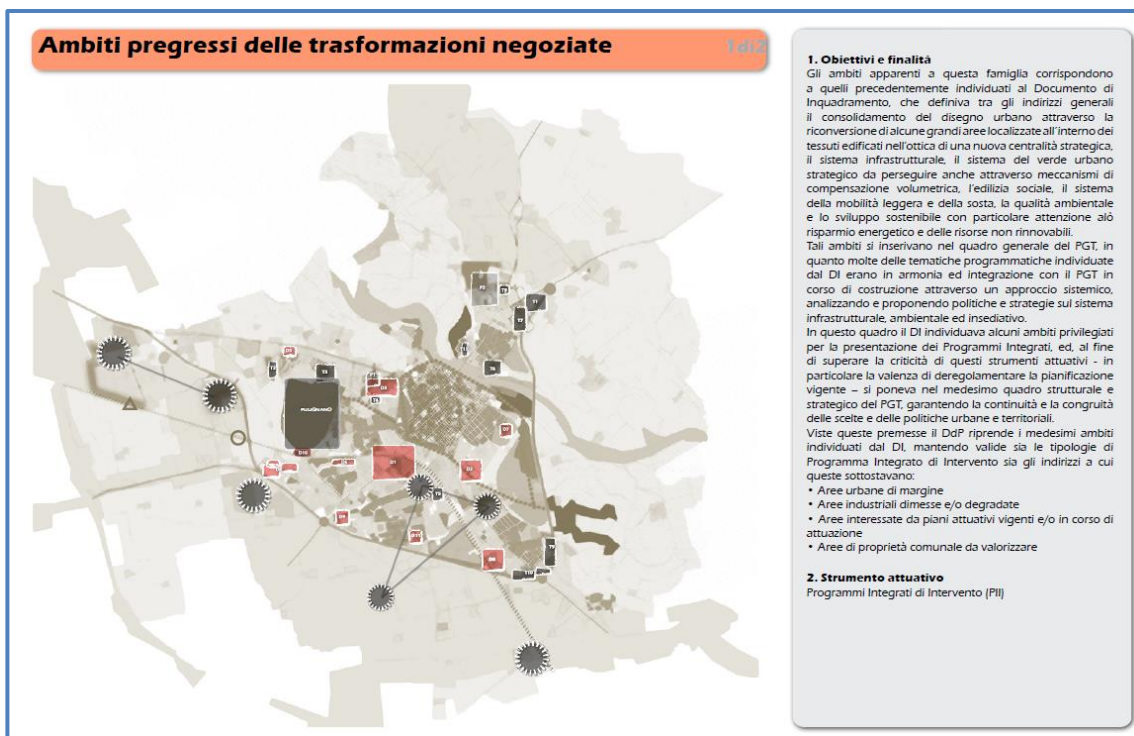 Ambiti pregressi delle trasformazioni negoziate 1di2
1. Obiettivi e finalità
Gli ambiti apparenti a questa famiglia corrispondono
a quelli precedentemente individuati al Documento di
Inquadramento, che definiva tra gli indirizzi generali
il consolidamento del disegno urbano attraverso la
riconversione di alcune grandi aree localizzate all'interno dei
tessuti edificati nell'ottica di una nuova centralità strategica,
il sistema infrastrutturale, il sistema del verde urbano
strategico da perseguire anche attraverso meccanismi di
compensazione volumetrica, l'edilizia sociale, il sistema
della mobilità leggera e della sosta, la qualità ambientale
e lo sviluppo sostenibile con particolare attenzione aló
risparmio energetico e delle risorse non rinnovabili.
Tali ambiti si inserivano nel quadro generale del PGT, in
quanto molte delle tematiche programmatiche individuate
dal DI erano in armonia ed integrazione con il PGT in
corso di costruzione attraverso un approccio sistemico,
analizzando e proponendo politiche e strategie sul sistema
infrastrutturale, ambientale ed insediativo.
In questo quadro il DI individuava alcuni ambiti privilegiati
per la presentazione dei Programmi Integrati, ed, al fine
di superare la criticità di questi strumenti attuativi - in
particolare la valenza di deregolamentare la pianificazione
vigente – si poneva nel medesimo quadro strutturale e
strategico del PGT, garantendo la continuità e la congruità
delle scelte e delle politiche urbane e territoriali.
Viste queste premesse il DdP riprende i medesimi ambiti
individuati dal DI, mantendo valide sia le tipologie di
Programma Integrato di Intervento sia gli indirizzi a cui
queste sottostavano:
• Aree urbane di margine
• Aree industriali dimesse e/o degradate
• Aree interessate da piani attuativi vigenti e/o in corso di
attuazione
• Aree di proprietà comunale da valorizzare
2. Strumento attuativo
Programmi Integrati di Intervento (PII)
T1
T7
T6
D1